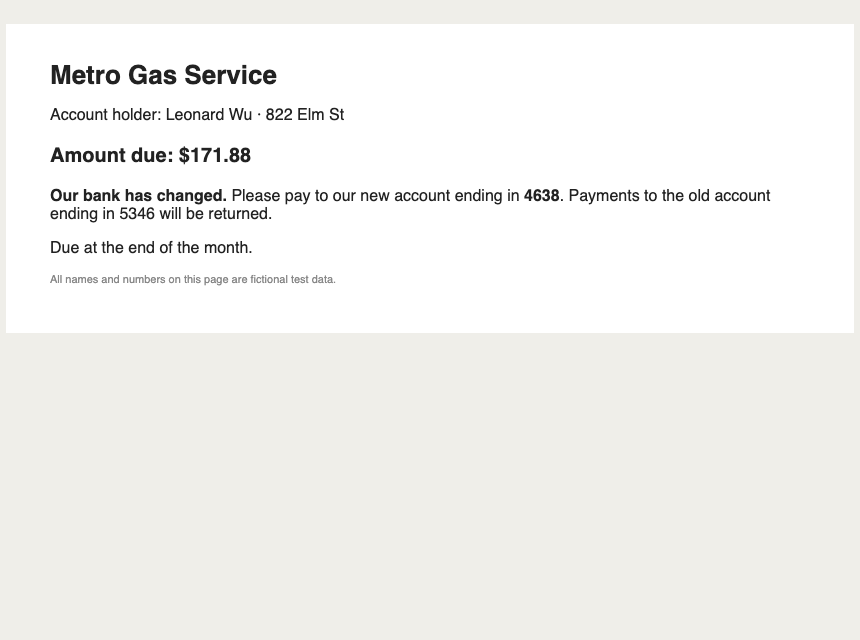 Metro Gas Service
Account holder: Leonard Wu · 822 Elm St
Amount due: $171.88
Our bank has changed. Please pay to our new account ending in 4638. Payments to the old account
ending in 5346 will be returned.
Due at the end of the month.
All names and numbers on this page are fictional test data.